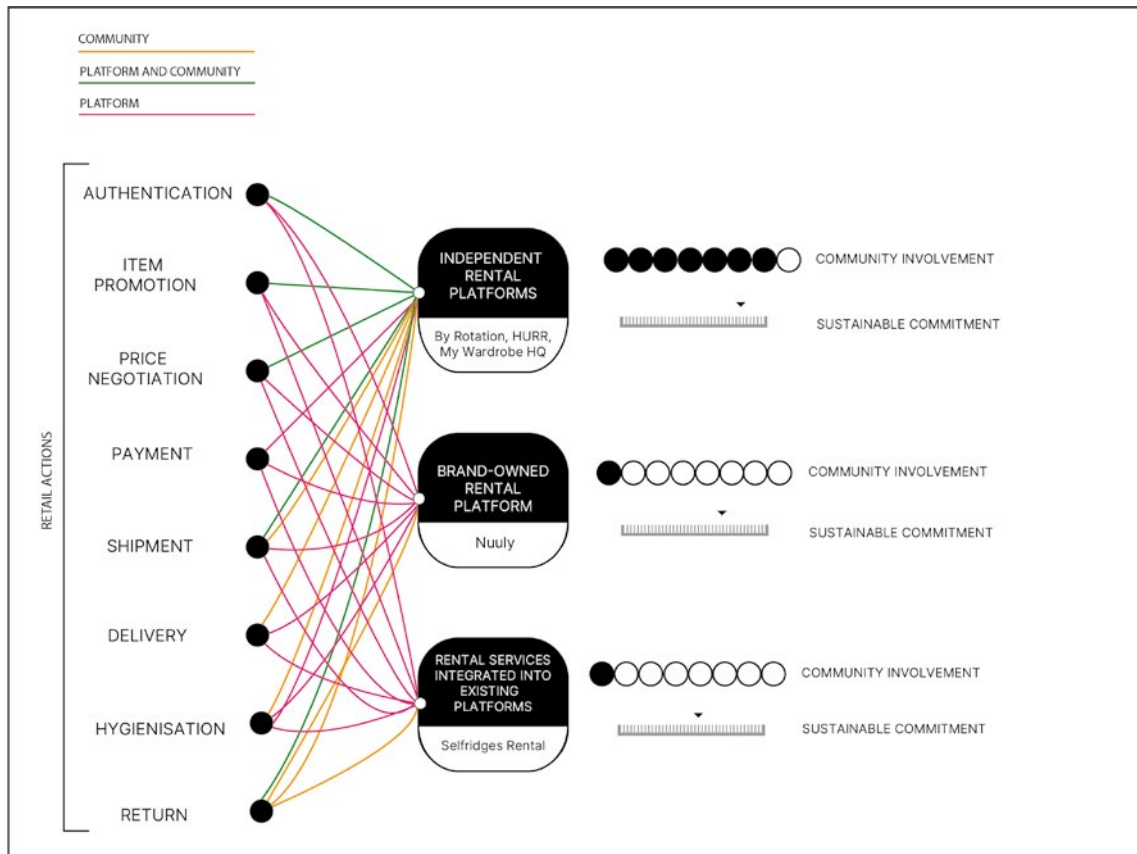 COMMUNITY
PLATFORM AND COMMUNITY
PLATFORM
RETAIL ACTIONS
AUTHENTICATION
ITEM
PROMOTION
PRICE
NEGOTIATION
PAYMENT
SHIPMENT
DELIVERY
HYGIENISATION
RETURN
INDEPENDENT
RENTAL
PLATFORMS
By Rotation, HURR,
My Wardrobe HQ
COMMUNITY INVOLVEMENT
SUSTAINABLE COMMITMENT
BRAND-OWNED
RENTAL
PLATFORM
Nuuly
COMMUNITY INVOLVEMENT
SUSTAINABLE COMMITMENT
RENTAL SERVICES
INTEGRATED INTO
EXISTING
PLATFORMS
Selfridges Rental
COMMUNITY INVOLVEMENT
SUSTAINABLE COMMITMENT